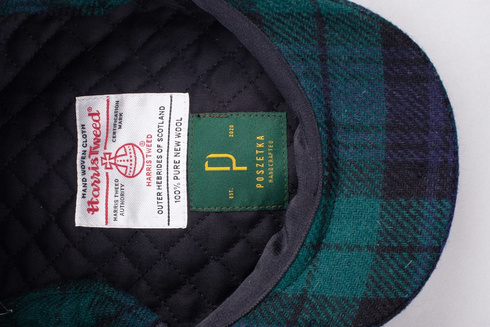 HAND WOVEN CLOTH
Harris Tweed®
HARRIS TWEED
AUTHORITY
CERTIFICATION
MARK
HARRIS TWEED
OUTER HEBRIDES OF SCOTLAND
100% PURE NEW WOOL
P
EST. 2020
POSZETKA
HANDCRAFTED